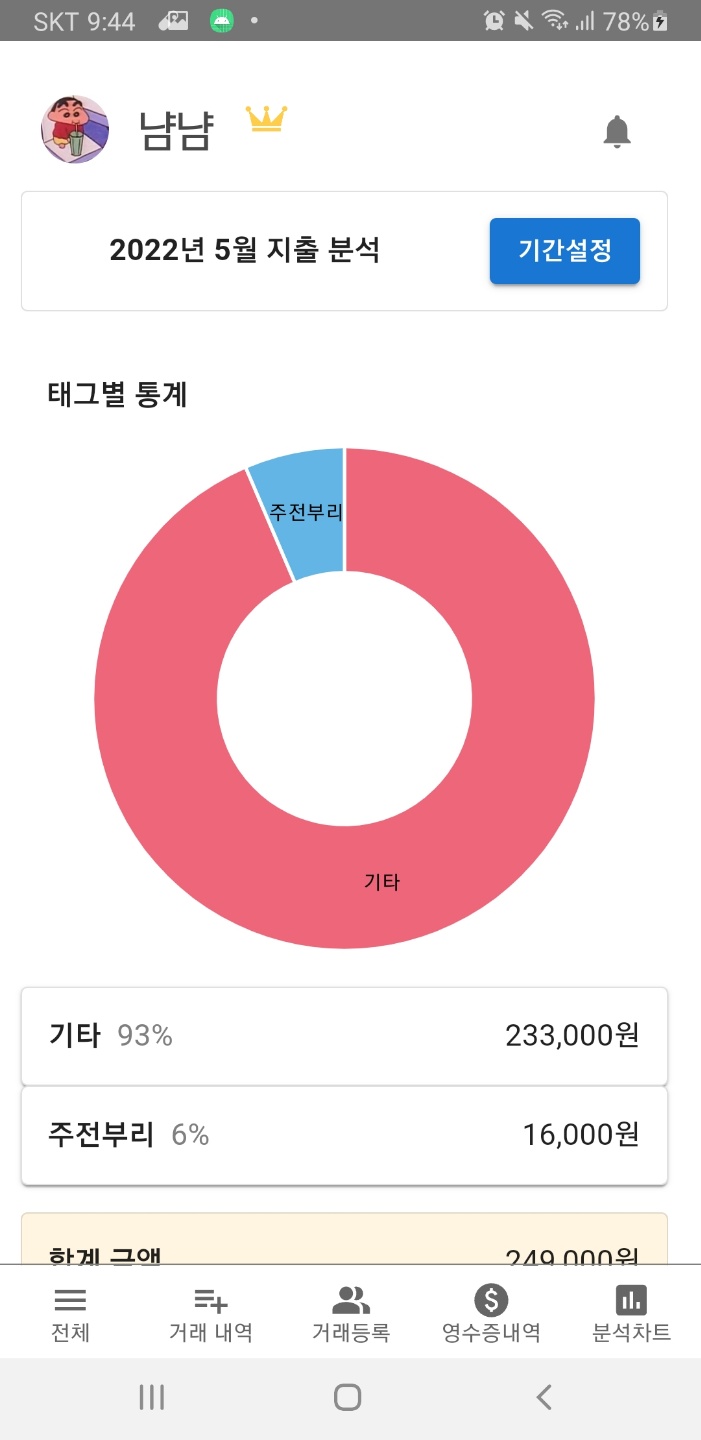 SKT 9:44 78%
냠냠
2022년 5월 지출 분석 기간설정
태그별 통계
주전부리
기타
기타 93% 233,000원
주전부리 6% 16,000원
합계 금액 249,000원
전체 거래 내역 거래등록 영수증내역 분석차트